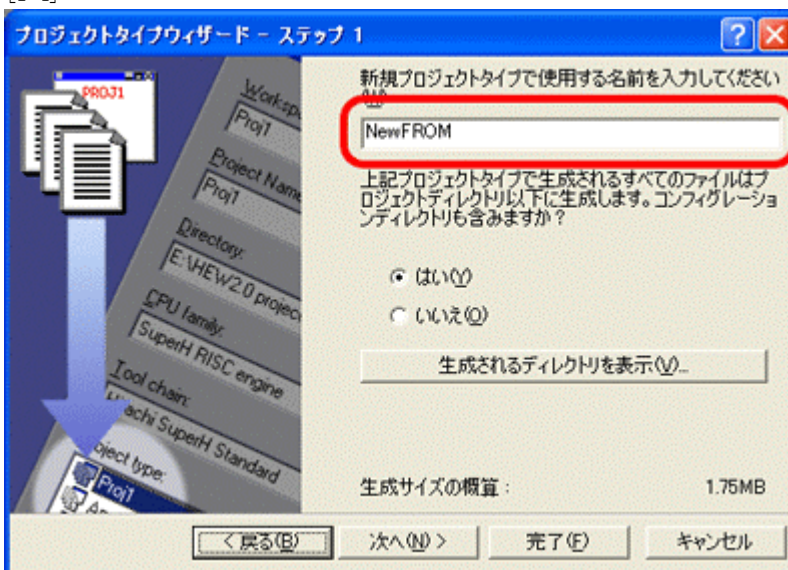 プロジェクトタイプウィザード - ステップ 1
PROJ1
Proj1
Project Name
Proj1
Directory:
E:\HEW2.0 projec
CPU family:
SuperH RISC engine
Tool chain:
Hitachi SuperH Standard
oject type:
Proj1
新規プロジェクトタイプで使用する名前を入力してください
(W)
NewFROM
上記プロジェクトタイプで生成されるすべてのファイルはプ
ロジェクトディレクトリ以下に生成します。コンフィグレーショ
ンディレクトリも含みますか？
はい(Y)
いいえ(O)
生成されるディレクトリを表示(V)...
生成サイズの概算：
1.75MB
< 戻る(B)
次へ(N) >
完了(F)
キャンセル